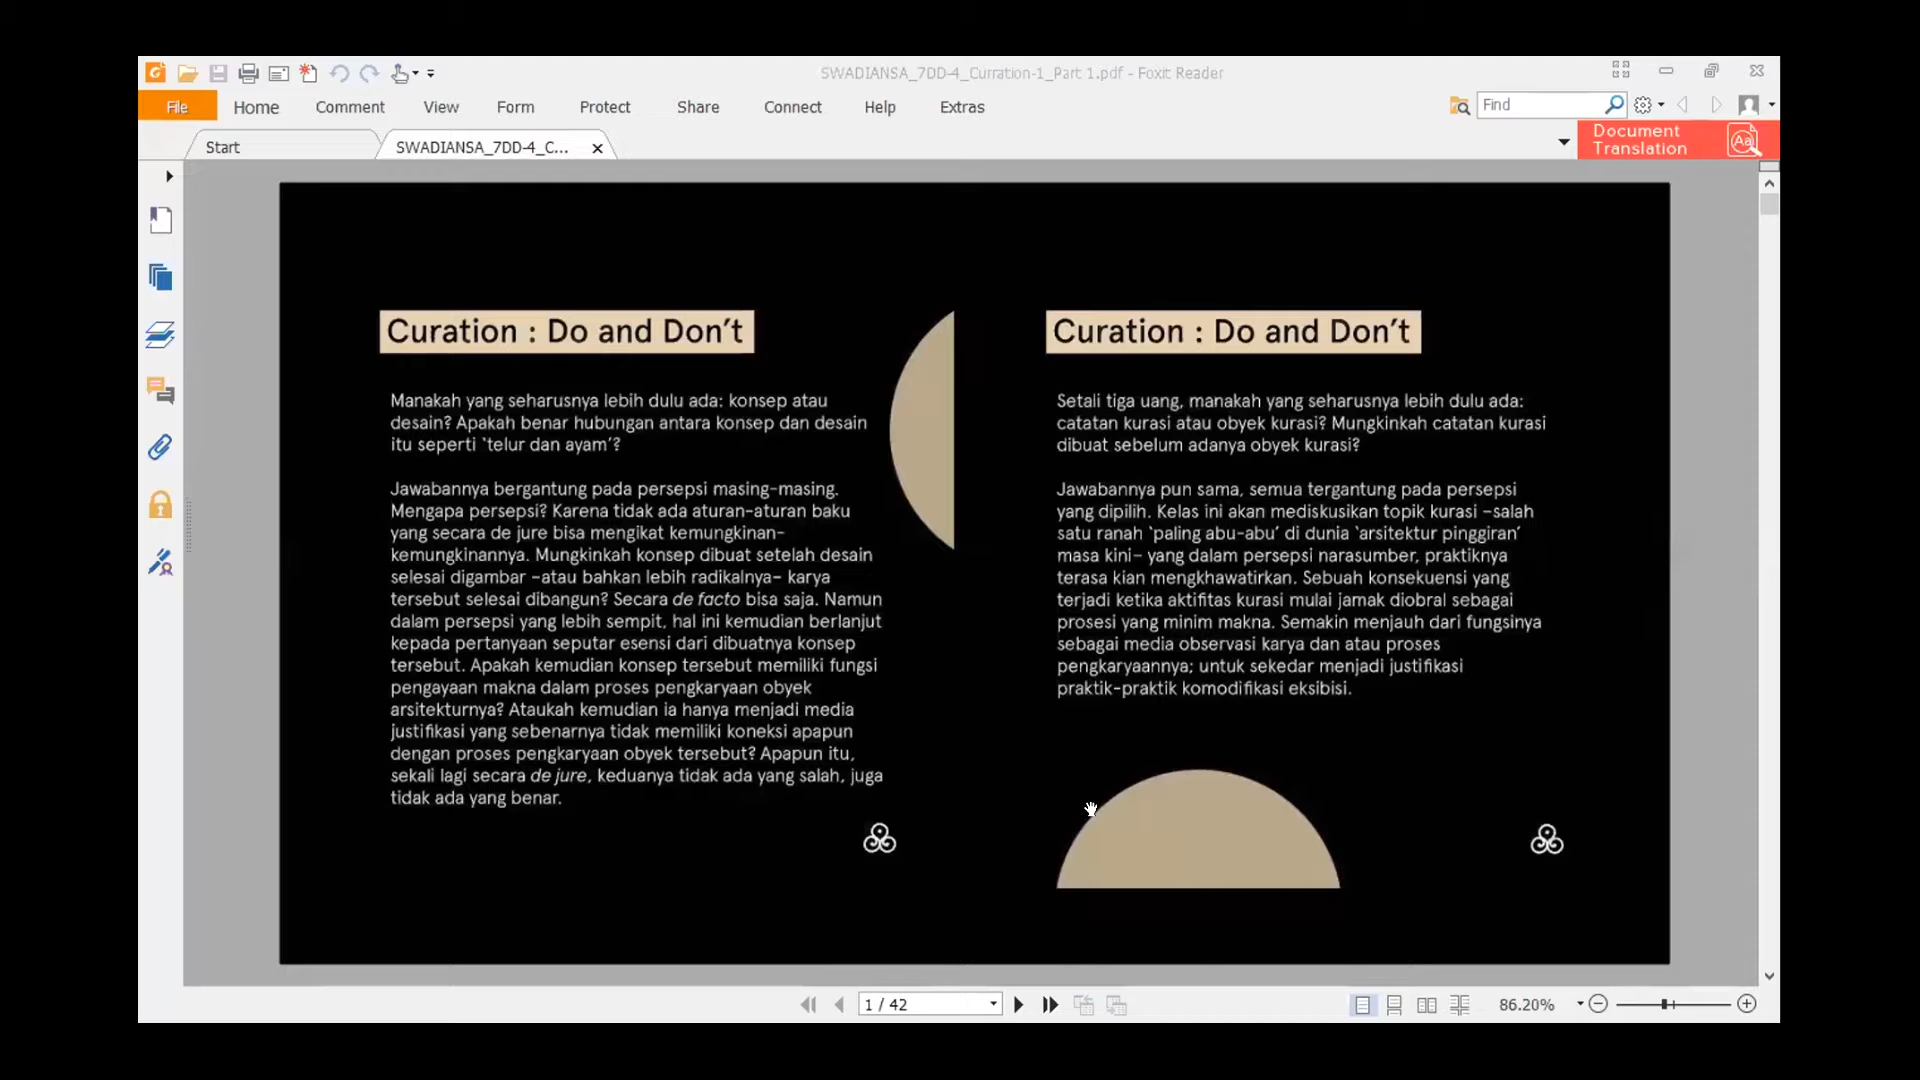 SWADIANSA_7DD-4_Curration-1_Part 1.pdf - Foxit Reader
File Home Comment View Form Protect Share Connect Help Extras
Find
Document
Translation
Start
SWADIANSA_7DD-4_C...
Curation : Do and Don't
Manakah yang seharusnya lebih dulu ada: konsep atau
desain? Apakah benar hubungan antara konsep dan desain
itu seperti 'telur dan ayam'?
Jawabannya bergantung pada persepsi masing-masing.
Mengapa persepsi? Karena tidak ada aturan-aturan baku
yang secara de jure bisa mengikat kemungkinan-
kemungkinannya. Mungkinkah konsep dibuat setelah desain
selesai digambar –atau bahkan lebih radikalnya– karya
tersebut selesai dibangun? Secara de facto bisa saja. Namun
dalam persepsi yang lebih sempit, hal ini kemudian berlanjut
kepada pertanyaan seputar esensi dari dibuatnya konsep
tersebut. Apakah kemudian konsep tersebut memiliki fungsi
pengayaan makna dalam proses pengkaryaan obyek
arsitekturnya? Ataukah kemudian ia hanya menjadi media
justifikasi yang sebenarnya tidak memiliki koneksi apapun
dengan proses pengkaryaan obyek tersebut? Apapun itu,
sekali lagi secara de jure, keduanya tidak ada yang salah, juga
tidak ada yang benar.
Curation : Do and Don't
Setali tiga uang, manakah yang seharusnya lebih dulu ada:
catatan kurasi atau obyek kurasi? Mungkinkah catatan kurasi
dibuat sebelum adanya obyek kurasi?
Jawabannya pun sama, semua tergantung pada persepsi
yang dipilih. Kelas ini akan mediskusikan topik kurasi –salah
satu ranah 'paling abu-abu' di dunia 'arsitektur pinggiran'
masa kini– yang dalam persepsi narasumber, praktiknya
terasa kian mengkhawatirkan. Sebuah konsekuensi yang
terjadi ketika aktifitas kurasi mulai jamak diobral sebagai
prosesi yang minim makna. Semakin menjauh dari fungsinya
sebagai media observasi karya dan atau proses
pengkaryaannya; untuk sekedar menjadi justifikasi
praktik-praktik komodifikasi eksibisi.
1 / 42
86.20%